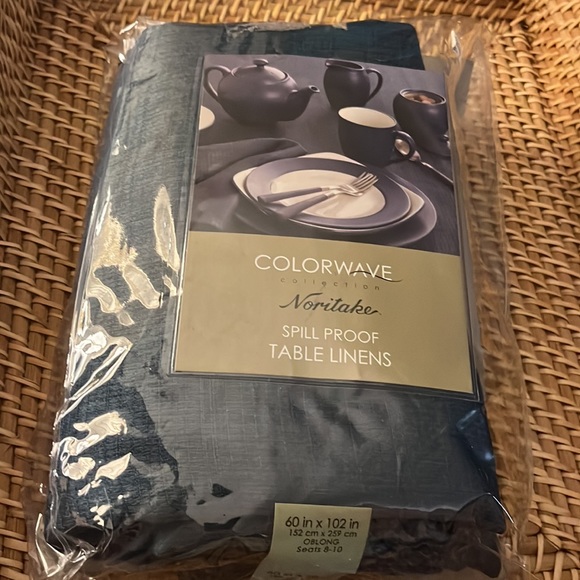 COLORWAVE
collection
Noritake
SPILL PROOF
TABLE LINENS
60 in x 102 in
152 cm x 259 cm
OBLONG
Seats 8-10